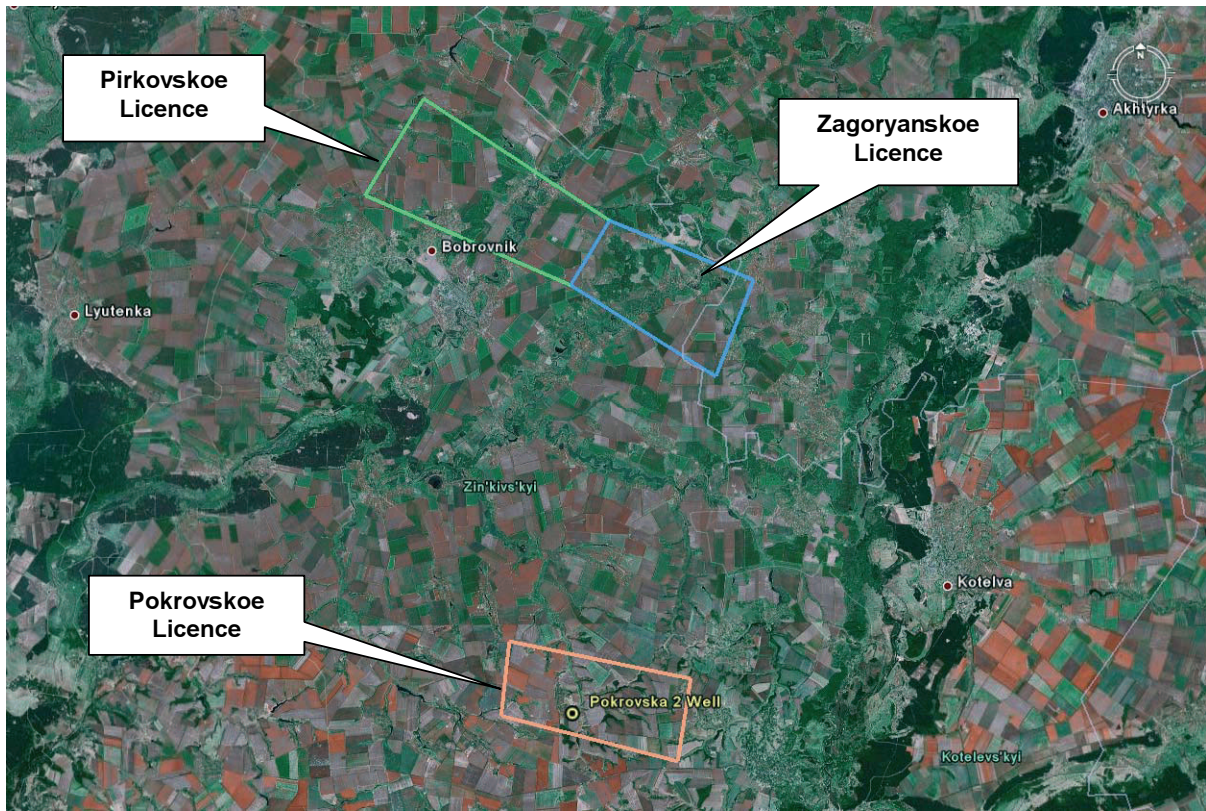 Pirkovskoe
Licence
Zagoryanskoe
Licence
N
Akhtyrka
Bobrovnik
Lyutenka
Zin'kivs'kyi
Kotelva
Pokrovskoe
Licence
Pokrovska 2 Well
Kotelevs'kyi